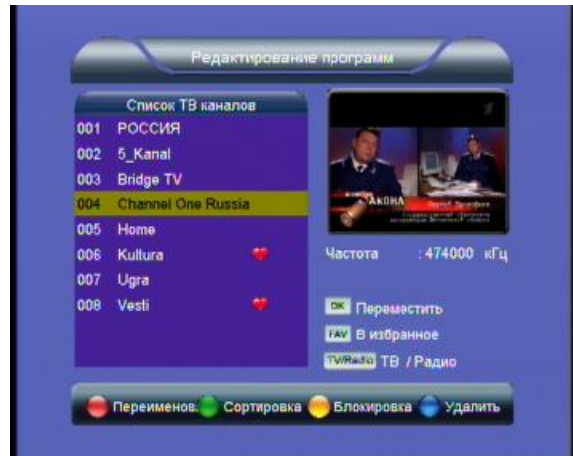 Редактирование программ
Список ТВ каналов
001 РОССИЯ
002 5_Kanal
003 Bridge TV
004 Channel One Russia
005 Home
006 Kultura
007 Ugra
008 Vesti
Частота :474000 кГц
OK Переместить
FAV В избранное
TV/Radio ТВ / Радио
Переименов. Сортировка Блокировка Удалить